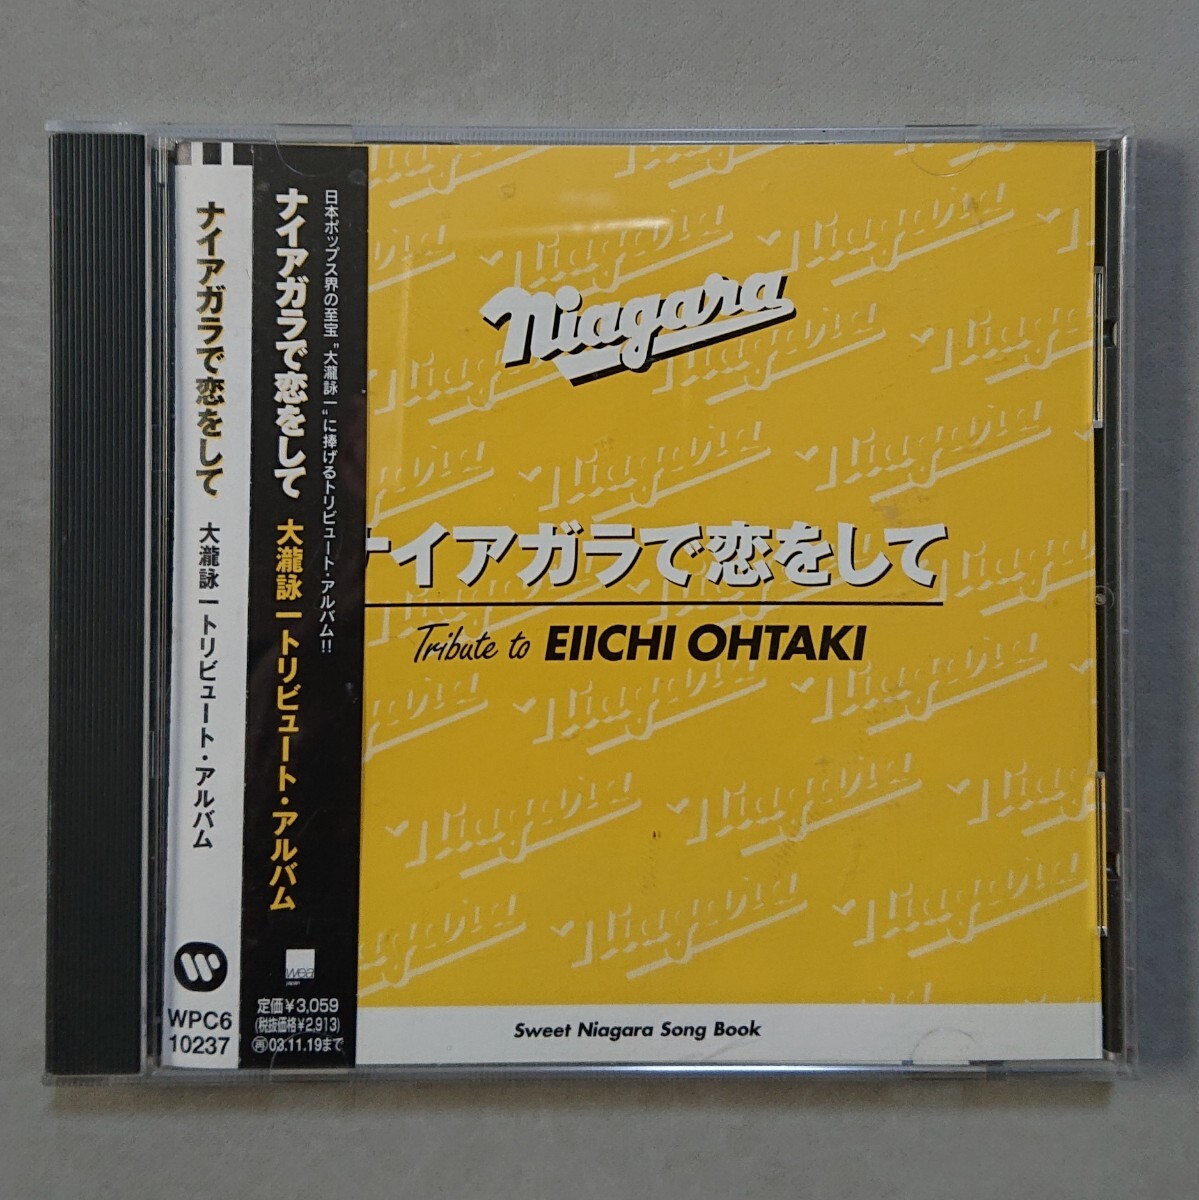 ナイアガラで恋をして 大瀧詠一トリビュート・アルバム
WPC6
10237
日本ポップス界の至宝"大瀧詠一"に捧げるトリビュート・アルバム!!
ナイアガラで恋をして 大瀧詠一トリビュート・アルバム
wea
japan
定価¥3,059
(税抜価格¥2,913)
再03.11.19まで
Niagara
ナイアガラで恋をして
Tribute to EIICHI OHTAKI
Sweet Niagara Song Book